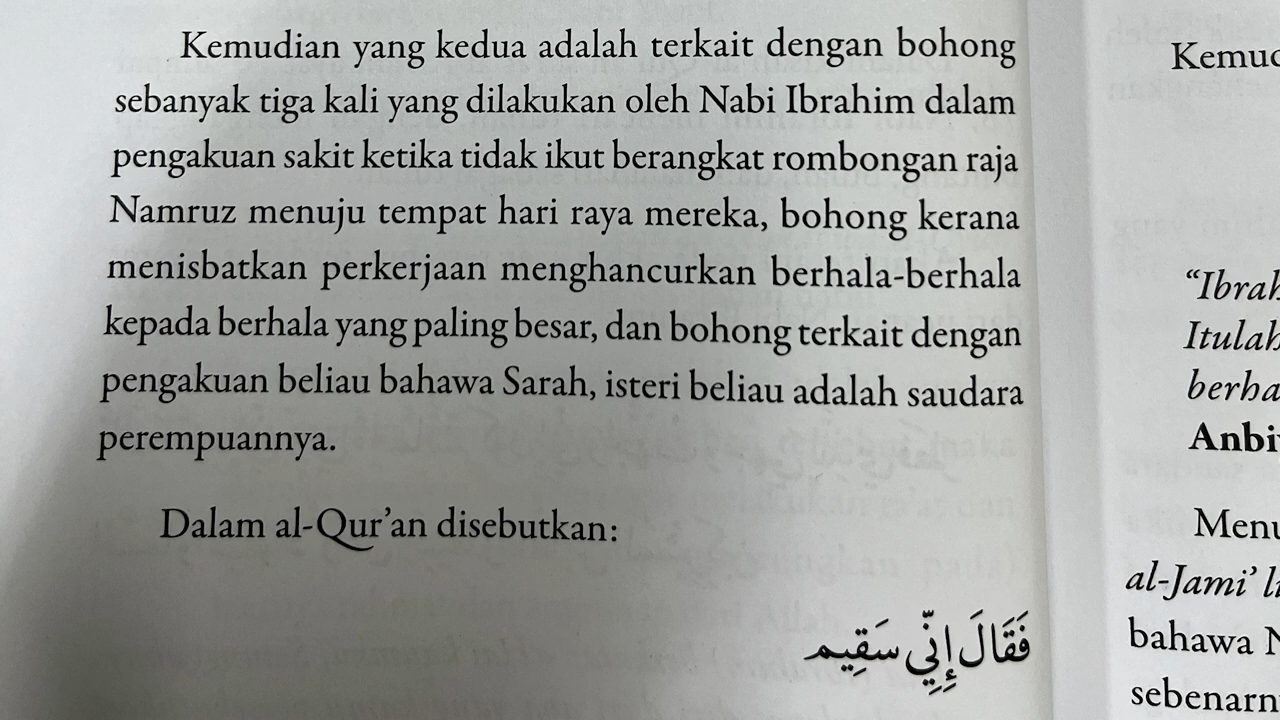 Kemudian yang kedua adalah terkait dengan bohong
sebanyak tiga kali yang dilakukan oleh Nabi Ibrahim dalam
pengakuan sakit ketika tidak ikut berangkat rombongan raja
Namruz menuju tempat hari raya mereka, bohong kerana
menisbatkan perkerjaan menghancurkan berhala-berhala
kepada berhala yang paling besar, dan bohong terkait dengan
pengakuan beliau bahawa Sarah, isteri beliau adalah saudara
perempuannya.
Dalam al-Qur’an disebutkan:
فَقَالَ إِنِّي سَقِيم
“Ibrah
Itulah
berha
Anbi
Menu
al-Jami’ li
bahawa N
sebenarn